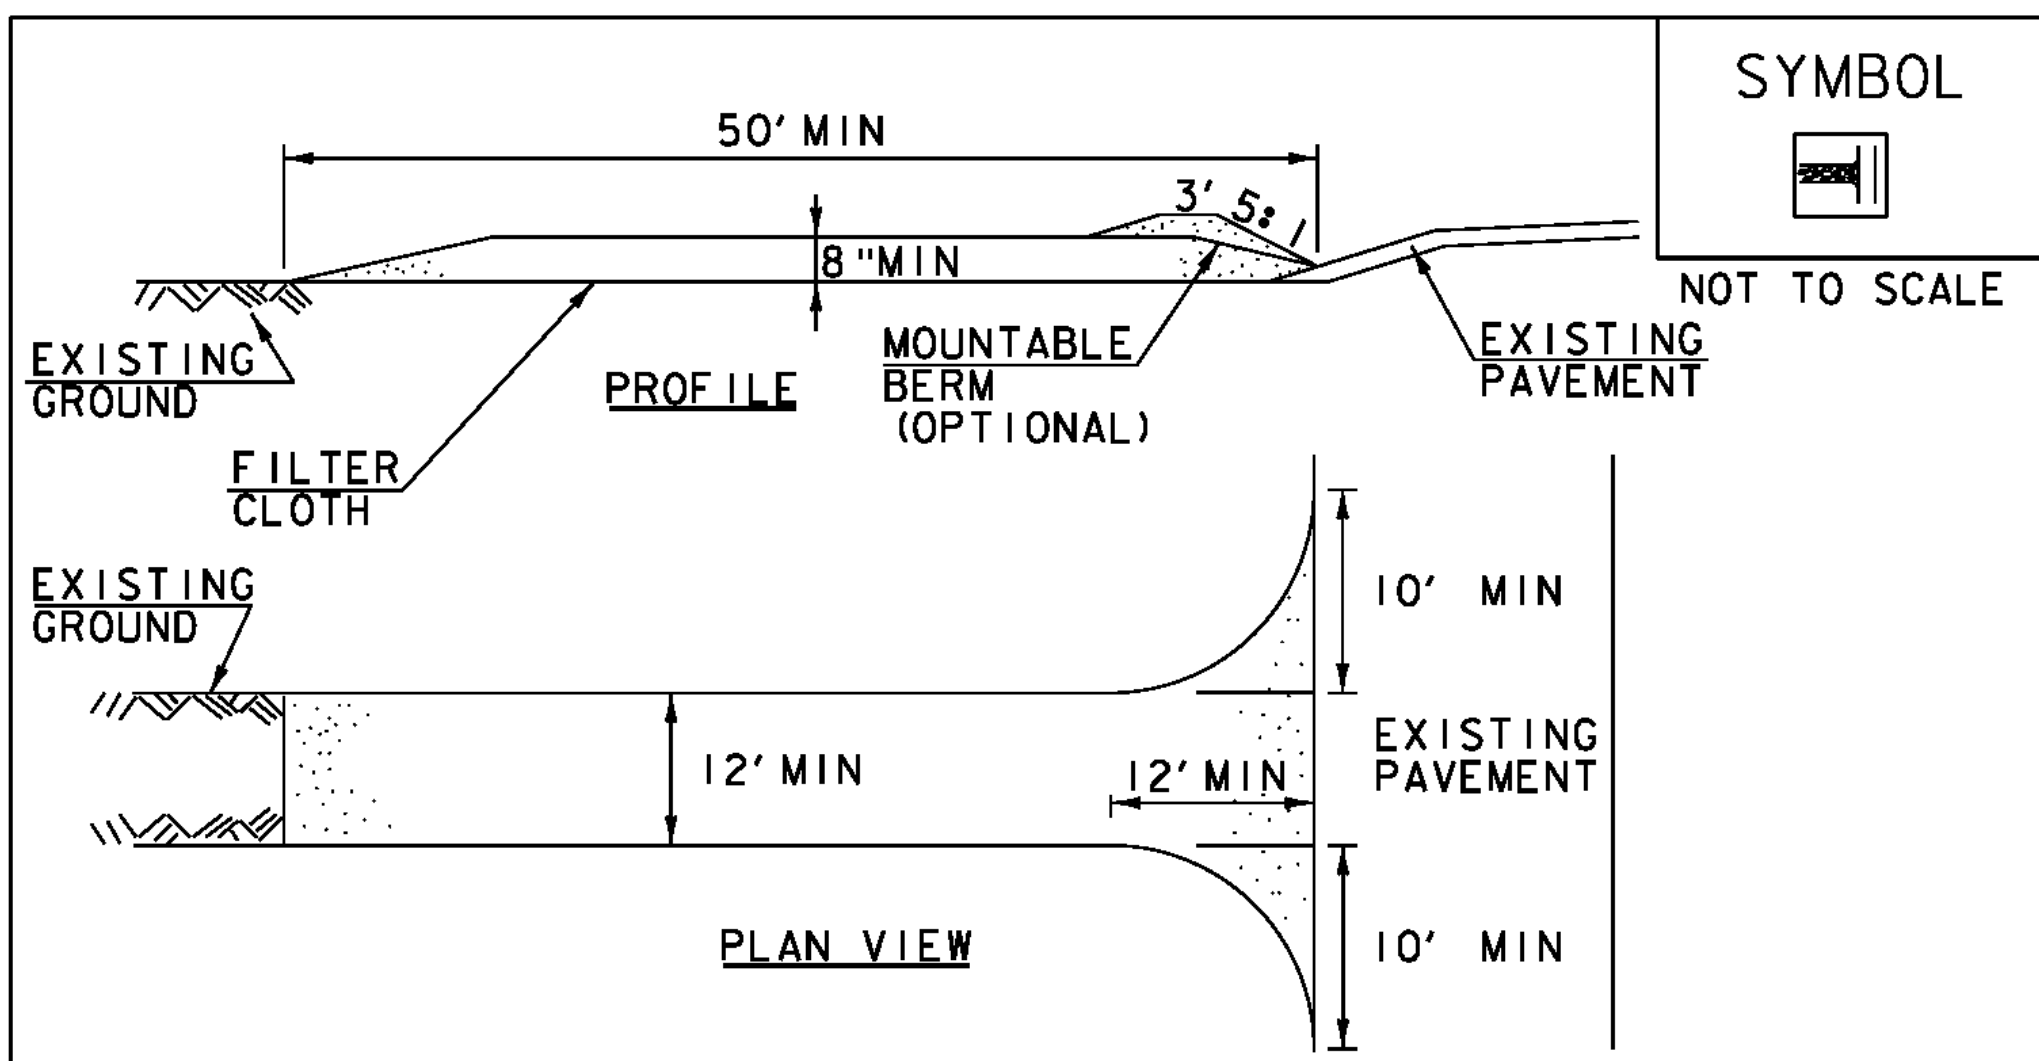 SYMBOL
50' MIN
3' 5:1
8"MIN
NOT TO SCALE
EXISTING
GROUND
PROFILE
MOUNTABLE
BERM
(OPTIONAL)
EXISTING
PAVEMENT
FILTER
CLOTH
EXISTING
GROUND
10' MIN
12' MIN
12' MIN
EXISTING
PAVEMENT
PLAN VIEW
10' MIN